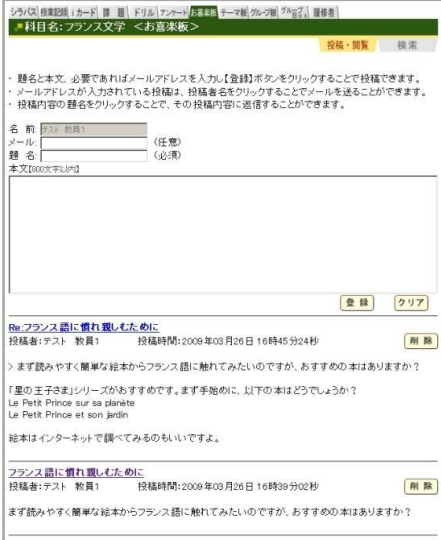 シラバス 授業記録 iカード 課 題 ドリル アンケート お喜楽板 テーマ板 グループ板 履修者
科目名:フランス文学 <お喜楽板>
投稿・閲覧 検 索
・ 題名と本文、必要であればメールアドレスを入力し【登録】ボタンをクリックすることで投稿できます。
・ メールアドレスが入力されている投稿は、投稿者名をクリックすることでメールを送ることができます。
・ 投稿内容の題名をクリックすることで、その投稿内容に返信することができます。
名 前: テスト 教員1
メール: (任意)
題 名: (必須)
本文【800文字以内】
登 録 クリア
Re:フランス語に慣れ親しむために
投稿者:テスト 教員1 投稿時間:2009年03月26日 16時45分24秒 削 除
> まず読みやすく簡単な絵本からフランス語に触れてみたいのですが、おすすめの本はありますか?
「星の王子さま」シリーズがおすすめです。まず手始めに、以下の本はどうでしょうか?
Le Petit Prince sur sa planète
Le Petit Prince et son jardin
絵本はインターネットで調べてみるのもいいですよ。
フランス語に慣れ親しむために
投稿者:テスト 教員1 投稿時間:2009年03月26日 16時39分02秒 削 除
まず読みやすく簡単な絵本からフランス語に触れてみたいのですが、おすすめの本はありますか?